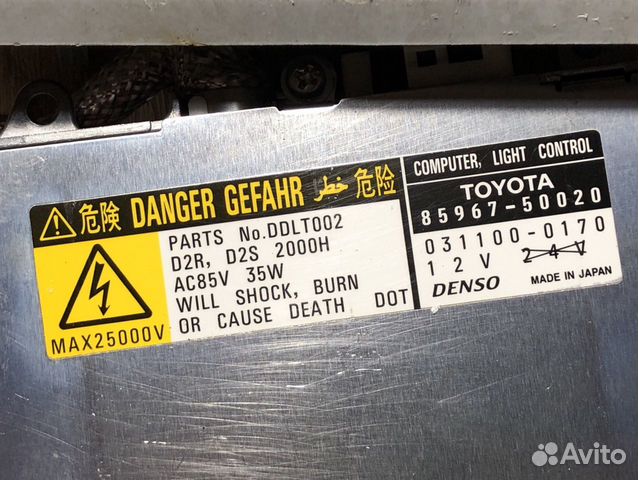 ⚠ 危険 DANGER GEFAHR خطر 危险
PARTS No.DDLT002
D2R, D2S 2000H
AC85V 35W
WILL SHOCK, BURN
OR CAUSE DEATH DOT
MAX25000V
COMPUTER, LIGHT CONTROL
TOYOTA
85967-50020
031100-0170
12V 24V
DENSO MADE IN JAPAN
Avito